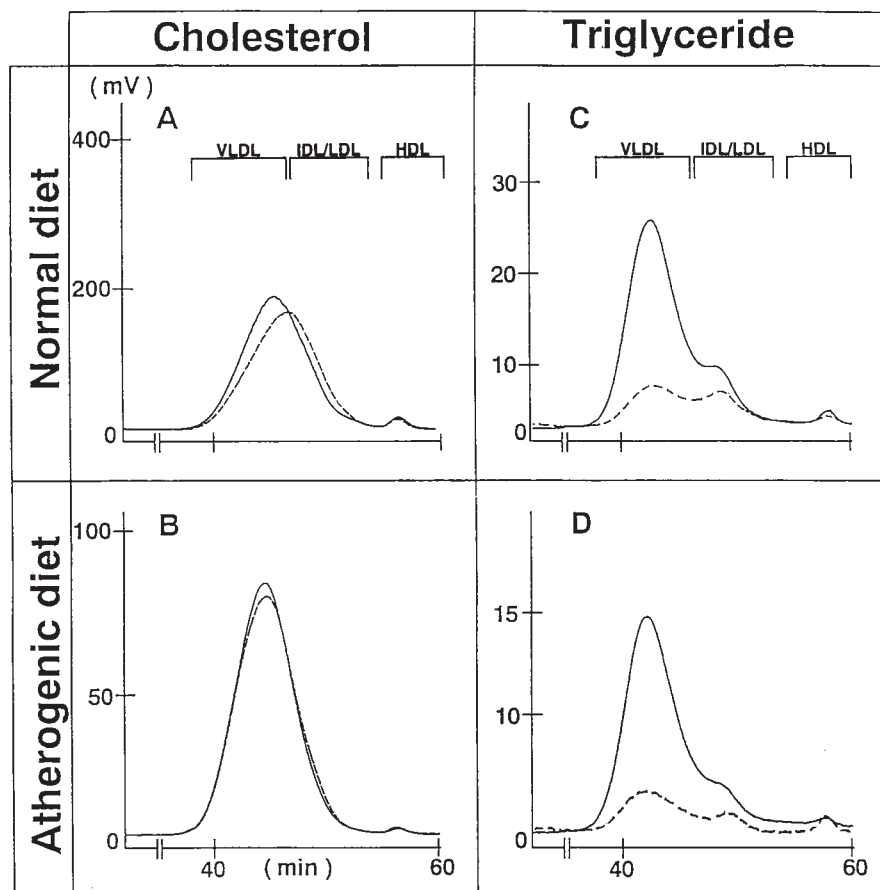 Cholesterol
Triglyceride
Normal diet
(mV)
A
400
200
0
VLDL
IDL/LDL
HDL
C
30
20
10
0
VLDL
IDL/LDL
HDL
Atherogenic diet
B
100
50
0
40
(min)
60
D
15
10
0
40
60